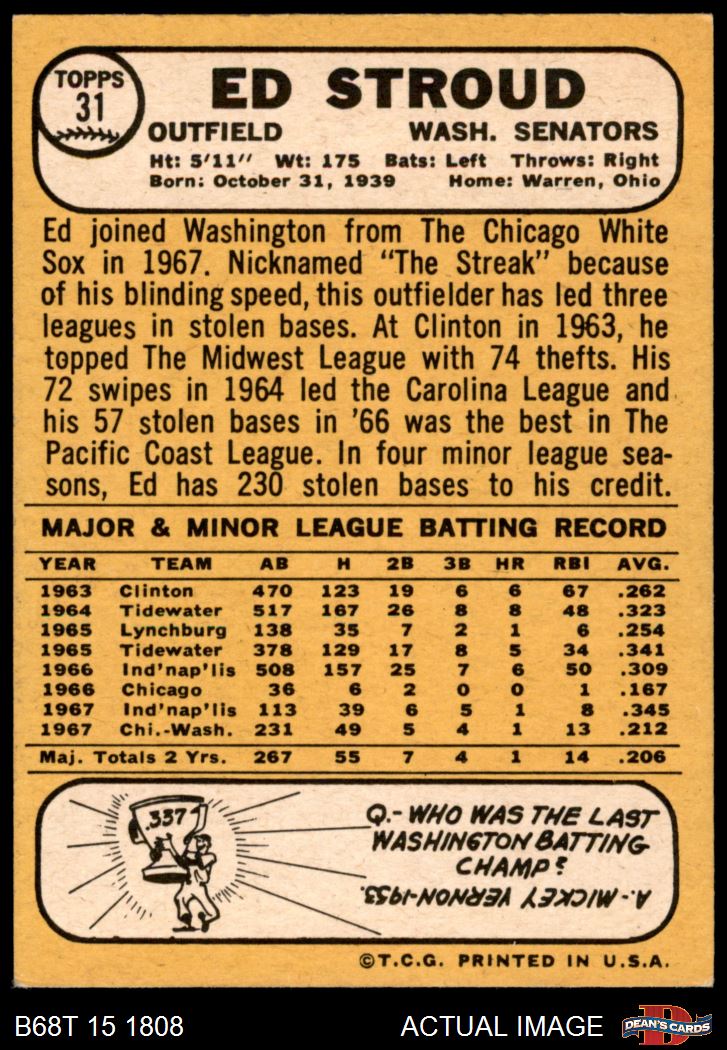 TOPPS
31
ED STROUD
OUTFIELD WASH. SENATORS
Ht: 5'11" Wt: 175 Bats: Left Throws: Right
Born: October 31, 1939 Home: Warren, Ohio
Ed joined Washington from The Chicago White
Sox in 1967. Nicknamed "The Streak" because
of his blinding speed, this outfielder has led three
leagues in stolen bases. At Clinton in 1963, he
topped The Midwest League with 74 thefts. His
72 swipes in 1964 led the Carolina League and
his 57 stolen bases in '66 was the best in The
Pacific Coast League. In four minor league sea-
sons, Ed has 230 stolen bases to his credit.
MAJOR & MINOR LEAGUE BATTING RECORD
YEAR TEAM AB H 2B 3B HR RBI AVG.
1963 Clinton 470 123 19 6 6 67 .262
1964 Tidewater 517 167 26 8 8 48 .323
1965 Lynchburg 138 35 7 2 1 6 .254
1965 Tidewater 378 129 17 8 5 34 .341
1966 Ind'nap'lis 508 157 25 7 6 50 .309
1966 Chicago 36 6 2 0 0 1 .167
1967 Ind'nap'lis 113 39 6 5 1 8 .345
1967 Chi.-Wash. 231 49 5 4 1 13 .212
Maj. Totals 2 Yrs. 267 55 7 4 1 14 .206
.337
Q.- WHO WAS THE LAST
WASHINGTON BATTING
CHAMP?
A.- MICKEY VERNON-1953.
©T.C.G. PRINTED IN U.S.A.
B68T 15 1808 ACTUAL IMAGE
D
DEAN'S CARDS